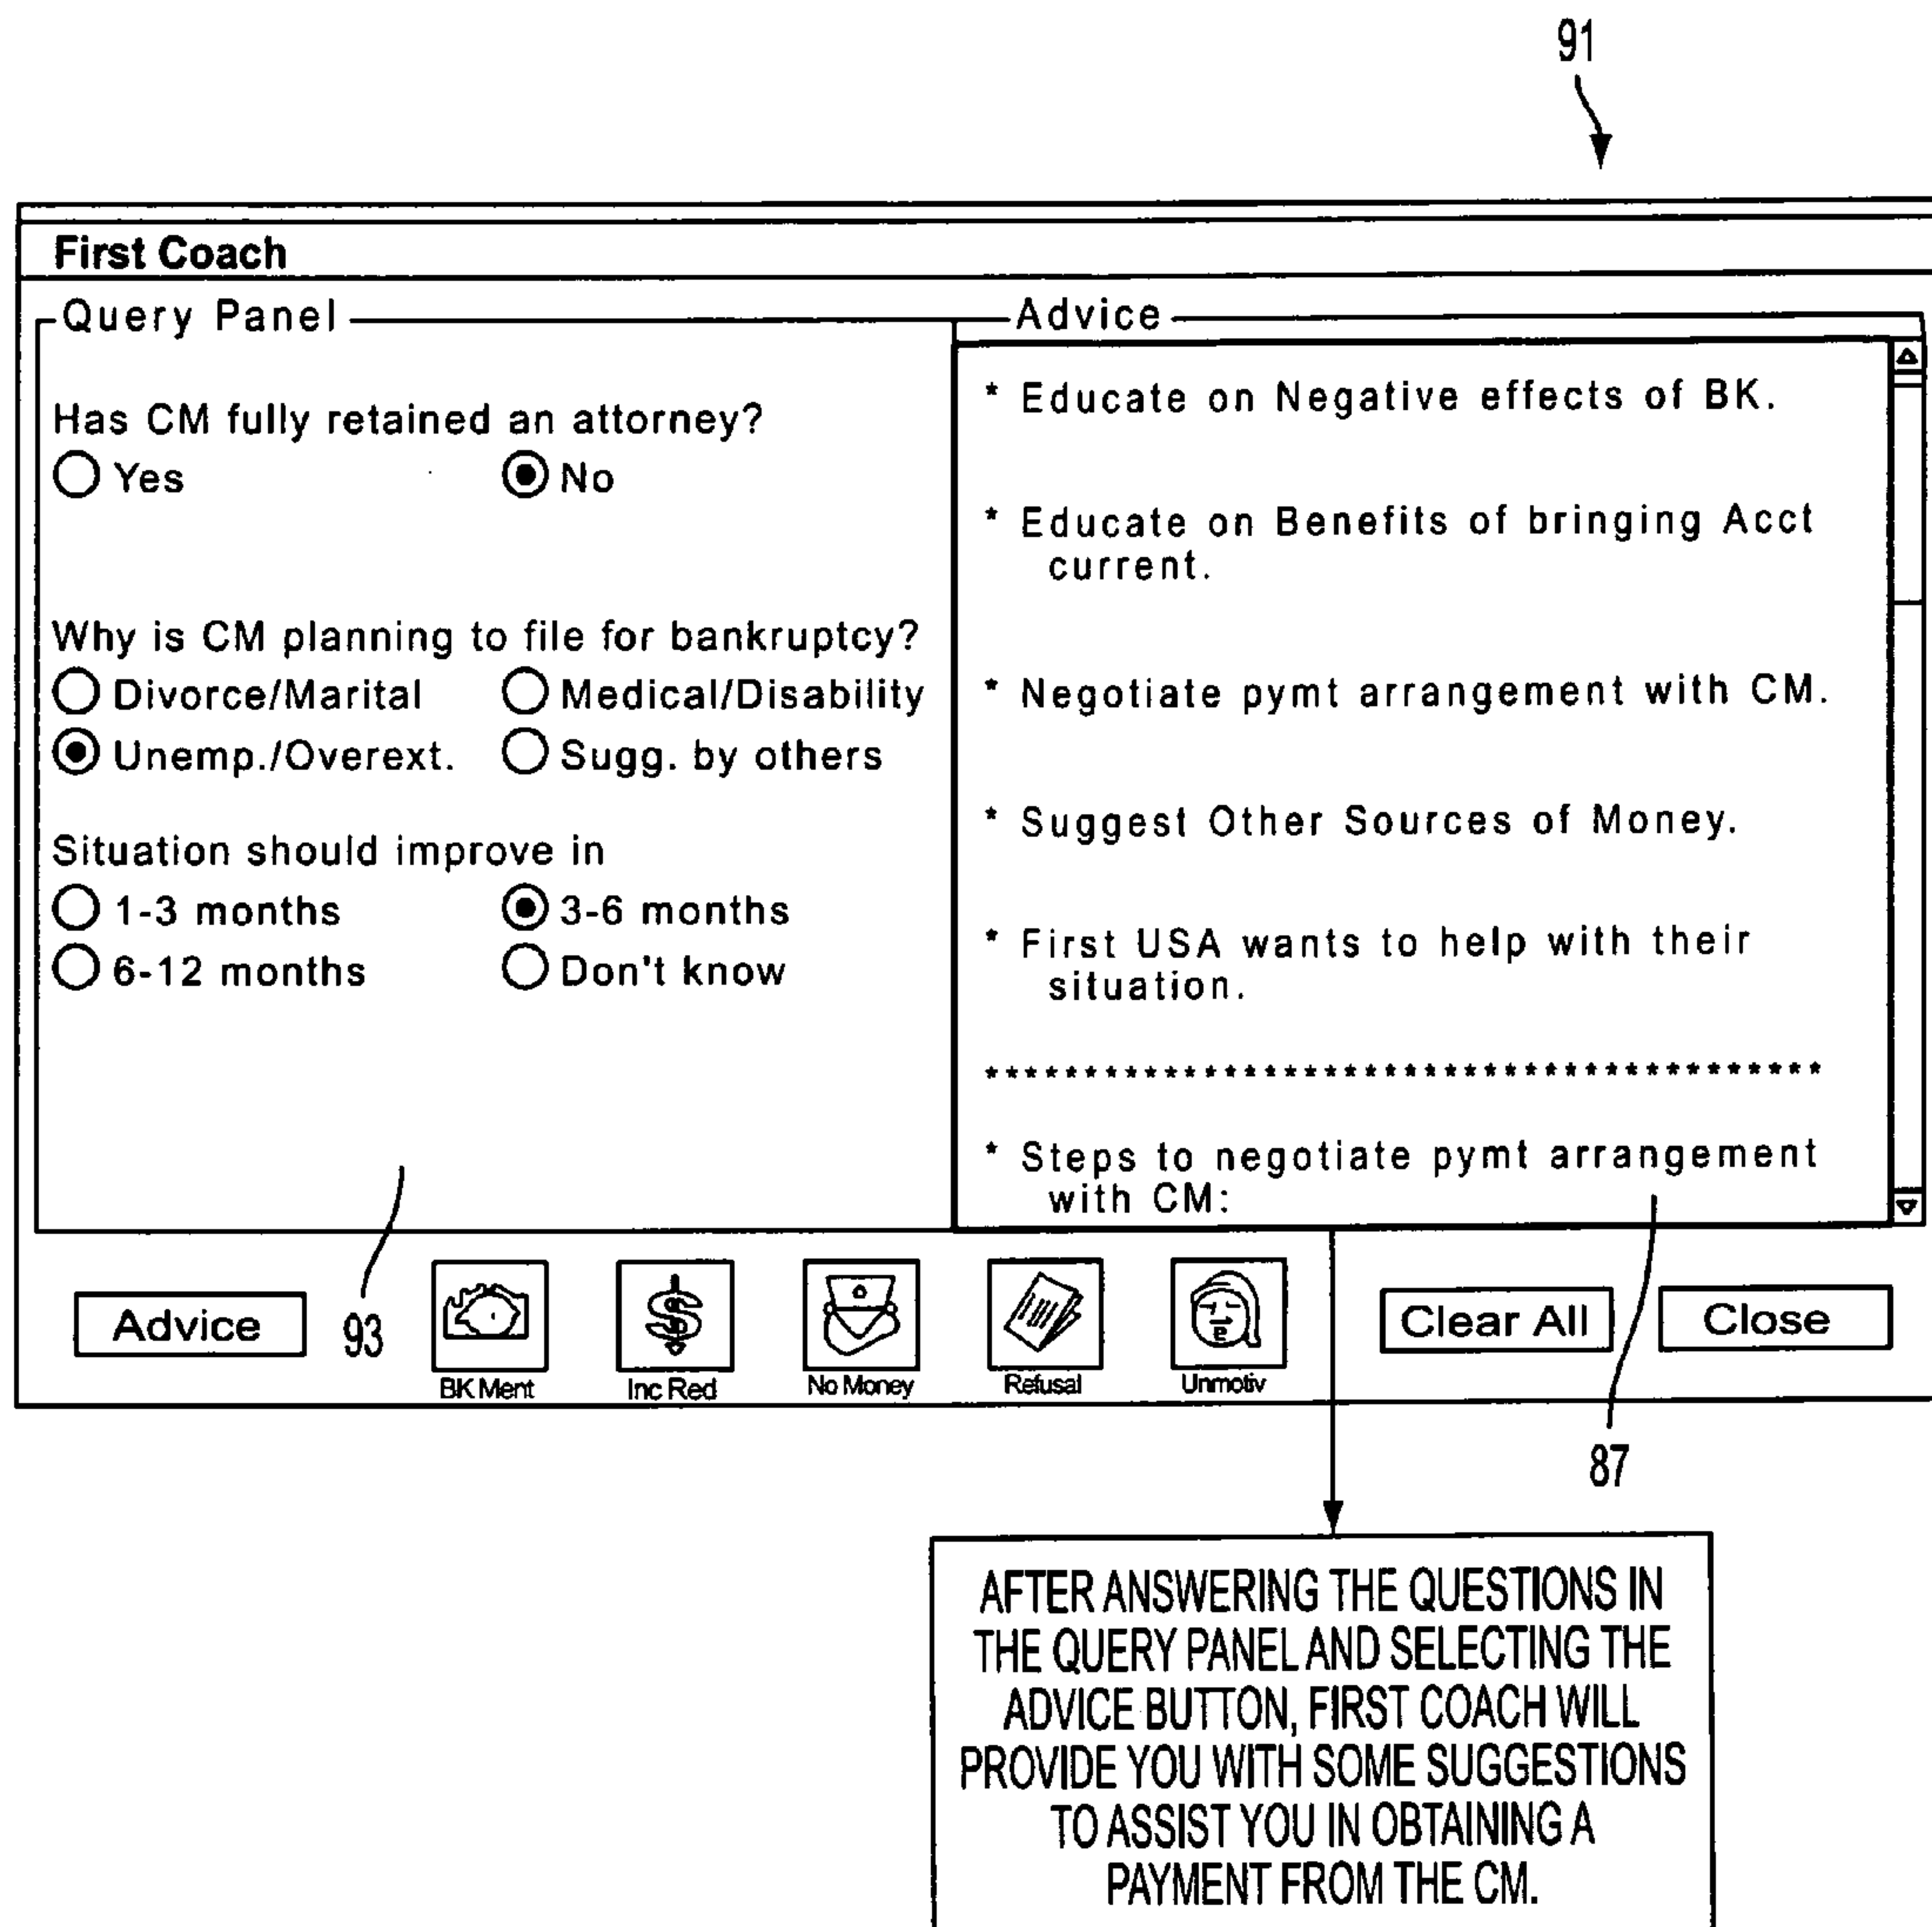 91
First Coach
Query Panel
Has CM fully retained an attorney?
Yes No
Why is CM planning to file for bankruptcy?
Divorce/Marital Medical/Disability
Unemp./Overext. Sugg. by others
Situation should improve in
1-3 months 3-6 months
6-12 months Don't know
Advice
* Educate on Negative effects of BK.
* Educate on Benefits of bringing Acct
current.
* Negotiate pymt arrangement with CM.
* Suggest Other Sources of Money.
* First USA wants to help with their
situation.
******************************************
* Steps to negotiate pymt arrangement
with CM:
Advice 93 BK Ment Inc Red No Money Refusal Unmotiv Clear All Close
87
AFTER ANSWERING THE QUESTIONS IN
THE QUERY PANEL AND SELECTING THE
ADVICE BUTTON, FIRST COACH WILL
PROVIDE YOU WITH SOME SUGGESTIONS
TO ASSIST YOU IN OBTAINING A
PAYMENT FROM THE CM.